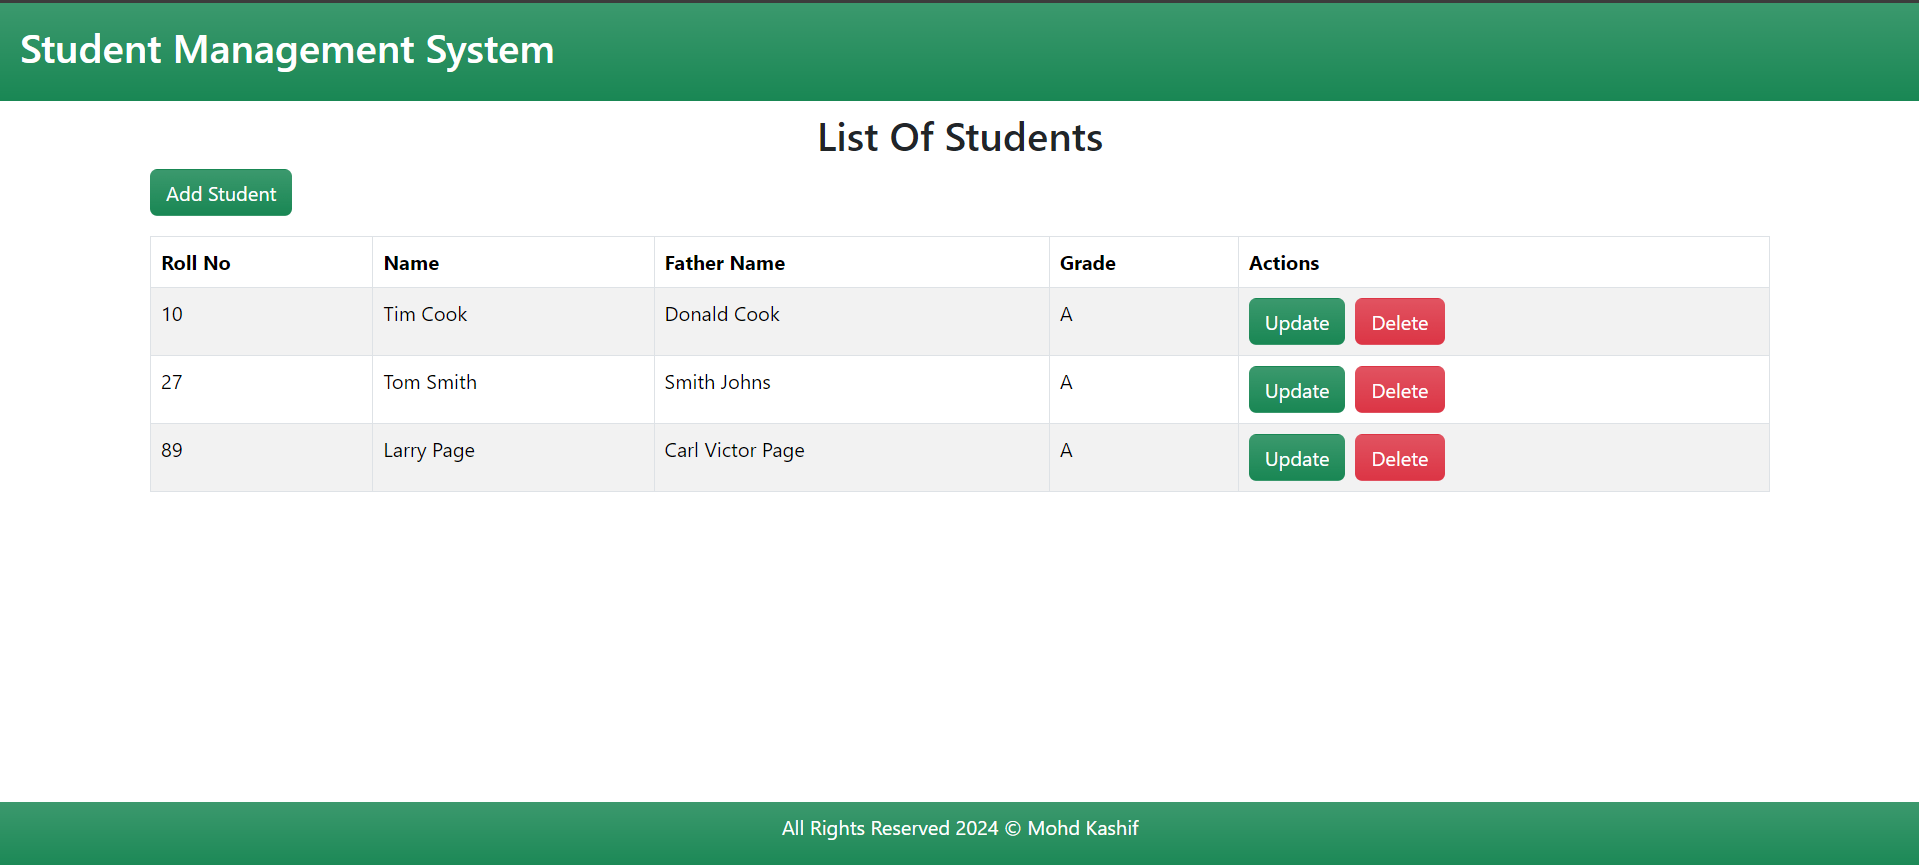 Student Management System
List Of Students
Add Student
Roll No Name Father Name Grade Actions
10 Tim Cook Donald Cook A Update Delete
27 Tom Smith Smith Johns A Update Delete
89 Larry Page Carl Victor Page A Update Delete
All Rights Reserved 2024 © Mohd Kashif